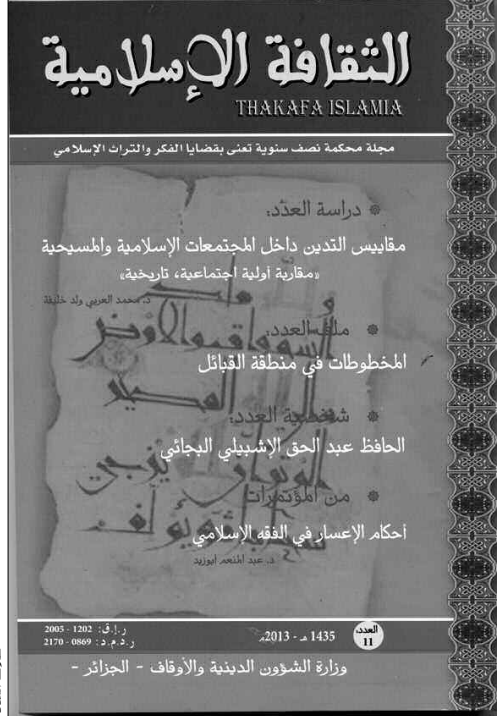 الثقافة الإسلامية
THAKAFA ISLAMIA
مجلة محكمة نصف سنوية تعنى بقضايا الفكر والتراث الإسلامي
دراسة العدد:
مقاييس التدين داخل المجتمعات الإسلامية والمسيحية
«مقاربة أولية اجتماعية، تاريخية»
د. محمد العربي ولد خليفة
ملف العدد:
المخطوطات في منطقة القبائل
شخصية العدد:
الحافظ عبد الحق الإشبيلي البجائي
من المؤتمرات
أحكام الإعسار في الفقه الإسلامي
د. عبد المنعم أبوزيد
العدد: 11
1435 هـ - 2013م
ر.إ.ق: 1202 - 2005
ر.د.م.د: 0869 - 2170
وزارة الشؤون الدينية والأوقاف - الجزائر -